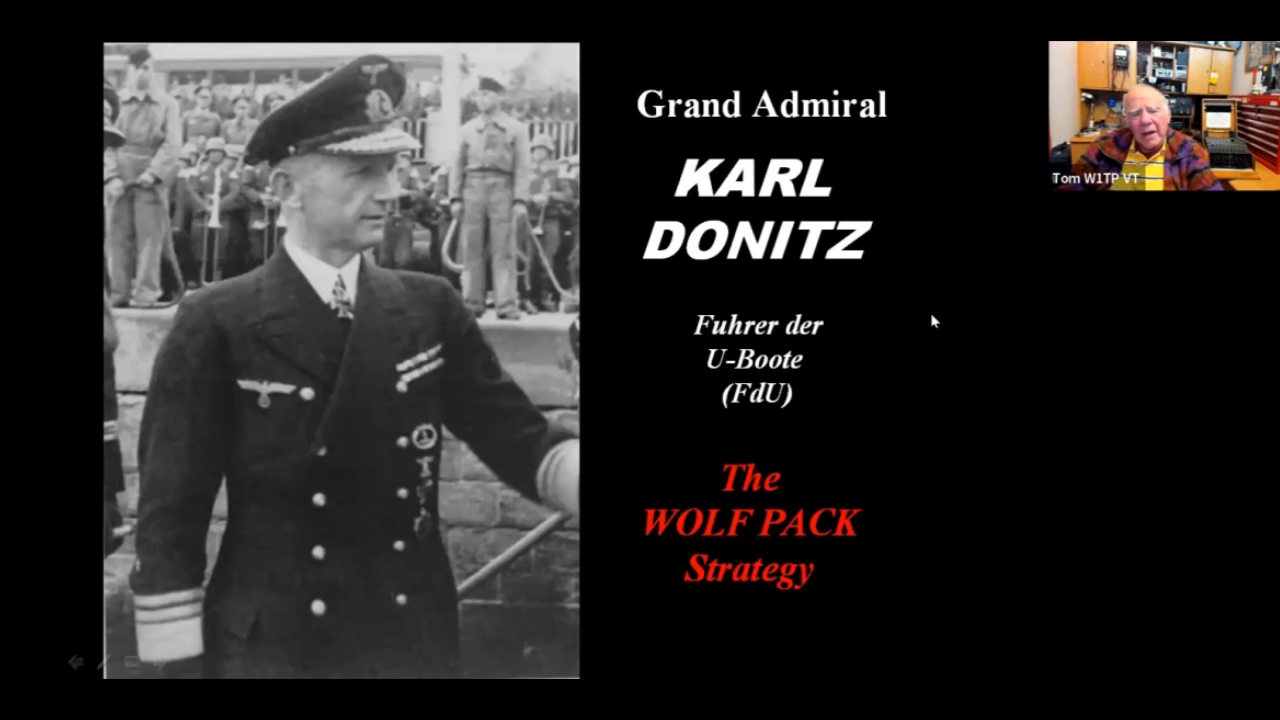 Grand Admiral
KARL
DONITZ
Fuhrer der
U-Boote
(FdU)
The
WOLF PACK
Strategy
Tom W1TP VT